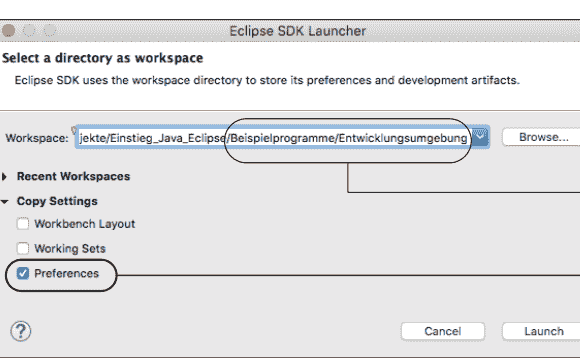 Eclipse SDK Launcher
Select a directory as workspace
Eclipse SDK uses the workspace directory to store its preferences and development artifacts.
Workspace: jekte/Einstieg_Java_Eclipse/Beispielprogramme/Entwicklungsumgebung Browse...
Recent Workspaces
Copy Settings
Workbench Layout
Working Sets
Preferences
? Cancel Launch